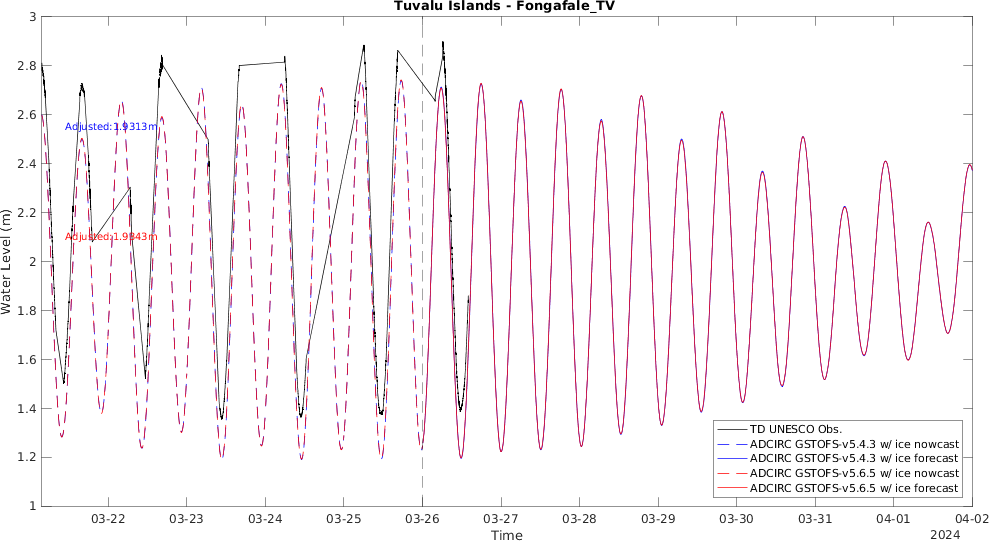 Tuvalu Islands - Fongafale_TV
Water Level (m)
3
2.8
2.6
2.4
2.2
2
1.8
1.6
1.4
1.2
1
Adjusted:1.9313m
Adjusted:1.9343m
TD UNESCO Obs.
ADCIRC GSTOFS-v5.4.3 w/ ice nowcast
ADCIRC GSTOFS-v5.4.3 w/ ice forecast
ADCIRC GSTOFS-v5.6.5 w/ ice nowcast
ADCIRC GSTOFS-v5.6.5 w/ ice forecast
03-22 03-23 03-24 03-25 03-26 03-27 03-28 03-29 03-30 03-31 04-01 04-02
Time
2024